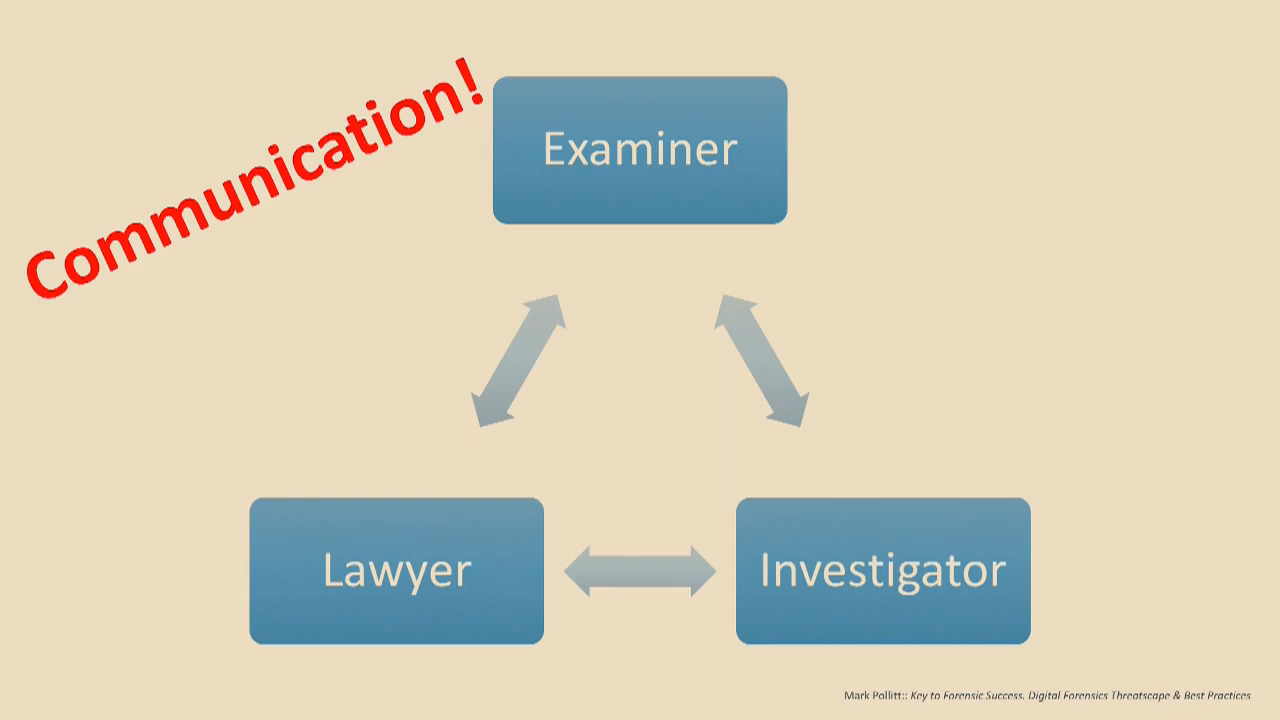 Communication!
Examiner
Lawyer
Investigator
Mark Pollitt:: Key to Forensic Success. Digital Forensics Threatscape & Best Practices